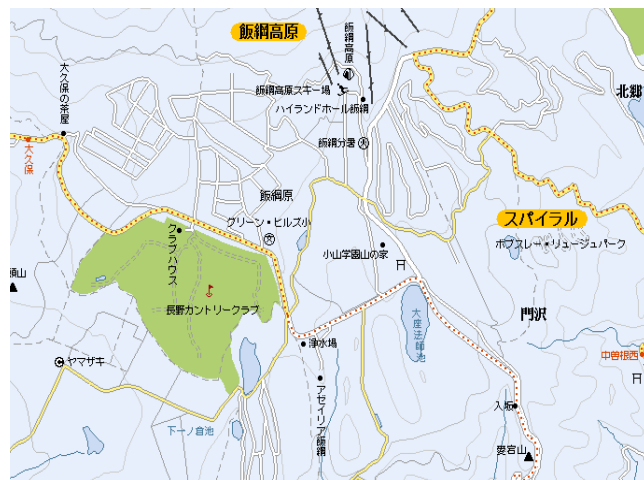 飯綱高原
飯綱高原
北郷
大久保の茶屋
飯綱高原スキー場
ハイランドホール飯綱
大久保
飯綱分署
飯綱原
スパイラル
グリーン・ヒルズ小
クラブハウス
小山学園山の家
ボブスレー・リュージュパーク
頭山
長野カントリークラブ
大座法師池
門沢
浄水場
中曽根西
ヤマザキ
アゼイリア飯綱
入堀
下一ノ倉池
愛宕山